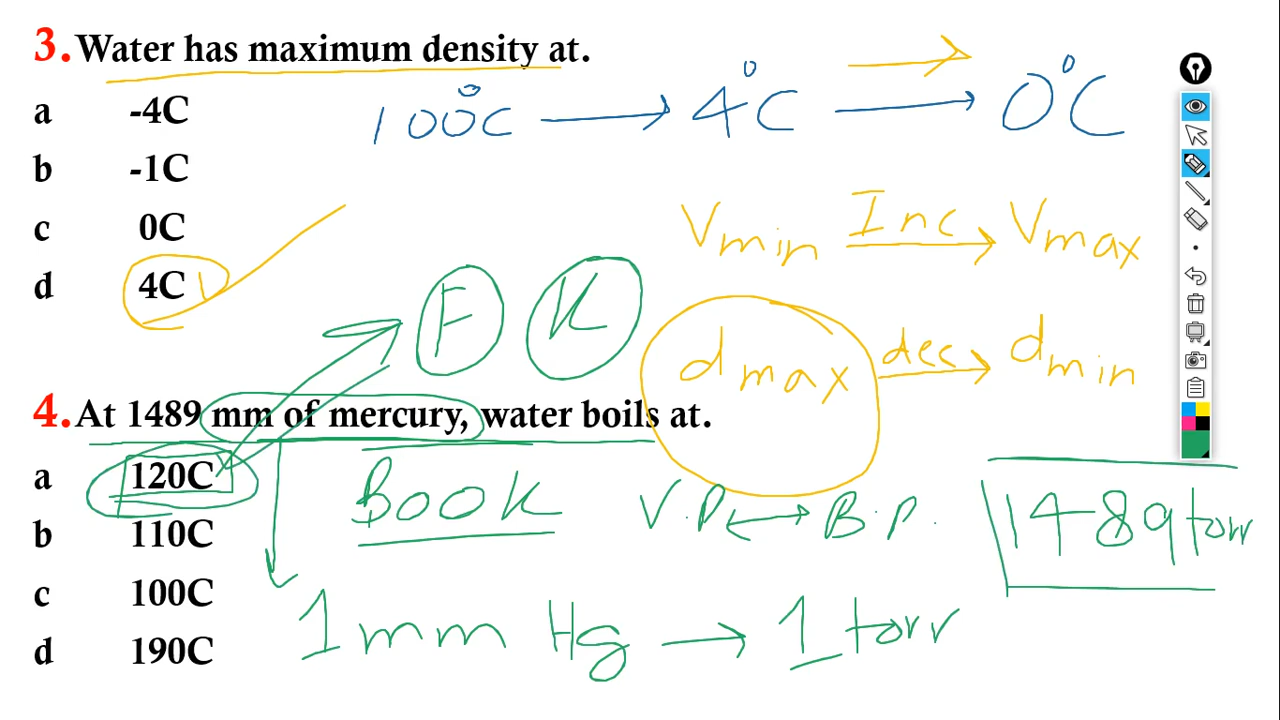 3. Water has maximum density at.
a -4C
b -1C
c 0C
d 4C
100°C → 4°C → 0°C
Vmin Inc → Vmax
dmax dec → dmin
F K
4. At 1489 mm of mercury, water boils at.
a 120C
b 110C
c 100C
d 190C
BOOK V.P ↔ B.P.
1489 torr
1 mm Hg → 1 torr